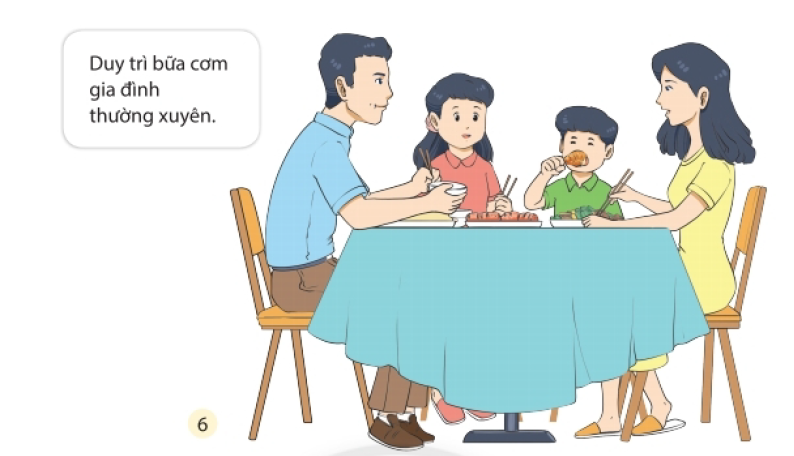 Duy trì bữa cơm
gia đình
thường xuyên.
6